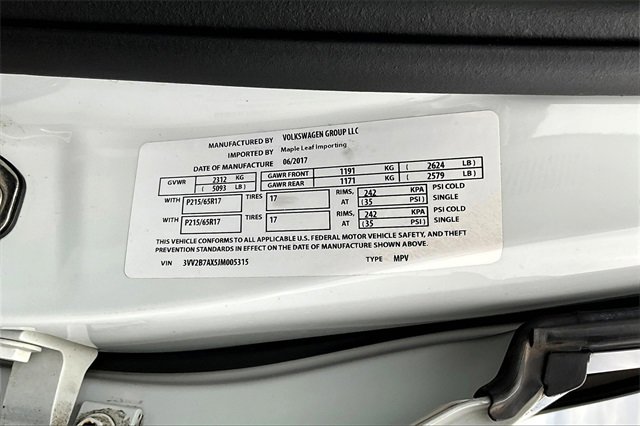 MANUFACTURED BY VOLKSWAGEN GROUP LLC
IMPORTED BY Maple Leaf Importing
DATE OF MANUFACTURE 06/2017
GVWR 2312 KG GAWR FRONT 1191 KG ( 2624 LB )
( 5093 LB ) GAWR REAR 1171 KG ( 2579 LB )
WITH P215/65R17 TIRES 17 RIMS, AT 242 KPA (35 PSI) PSI COLD SINGLE
WITH P215/65R17 TIRES 17 RIMS, AT 242 KPA (35 PSI) PSI COLD SINGLE
THIS VEHICLE CONFORMS TO ALL APPLICABLE U.S. FEDERAL MOTOR VEHICLE SAFETY, AND THEFT
PREVENTION STANDARDS IN EFFECT ON THE DATE OF MANUFACTURE SHOWN ABOVE.
VIN 3VV2B7AX5JM005315 TYPE MPV